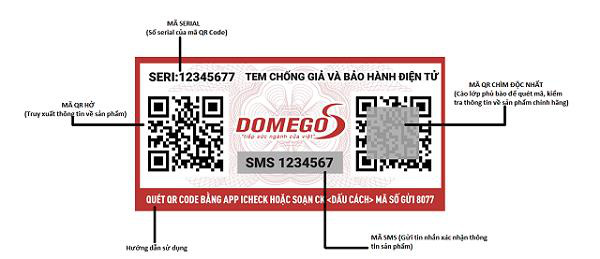 MÃ SERIAL
(Số serial của mã QR Code)
SERI:12345677
TEM CHỐNG GIẢ VÀ BẢO HÀNH ĐIỆN TỬ
MÃ QR HỞ
(Truy xuất thông tin về sản phẩm)
MÃ QR CHÌM ĐỘC NHẤT
(Cào lớp phủ bảo để quét mã, kiểm
tra thông tin về sản phẩm chính hãng)
DOMEGO
"tiếp sức ngành của việt"
SMS 1234567
QUÉT QR CODE BẰNG APP ICHECK HOẶC SOẠN CK <DẤU CÁCH> MÃ SỐ GỬI 8077
Hướng dẫn sử dụng
MÃ SMS (Gửi tin nhắn xác nhận thông
tin sản phẩm)